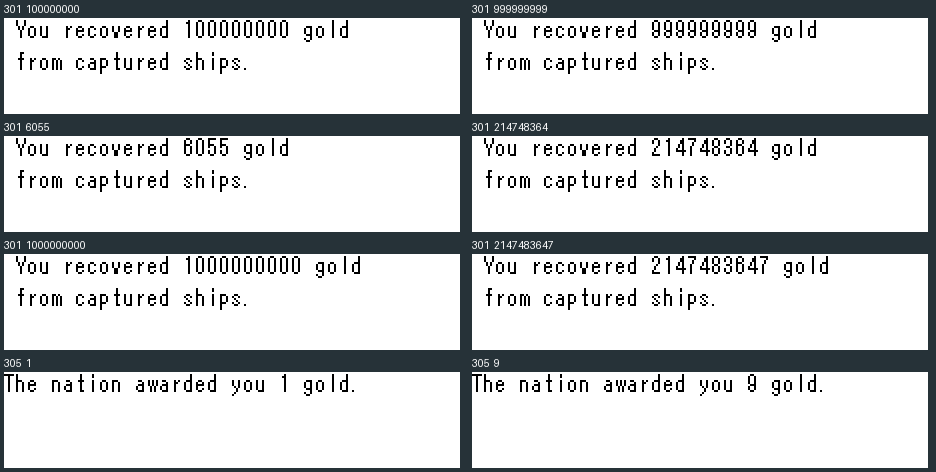 301 100000000
You recovered 100000000 gold
from captured ships.
301 999999999
You recovered 999999999 gold
from captured ships.
301 6055
You recovered 6055 gold
from captured ships.
301 214748364
You recovered 214748364 gold
from captured ships.
301 1000000000
You recovered 1000000000 gold
from captured ships.
301 2147483647
You recovered 2147483647 gold
from captured ships.
305 1
The nation awarded you 1 gold.
305 9
The nation awarded you 9 gold.